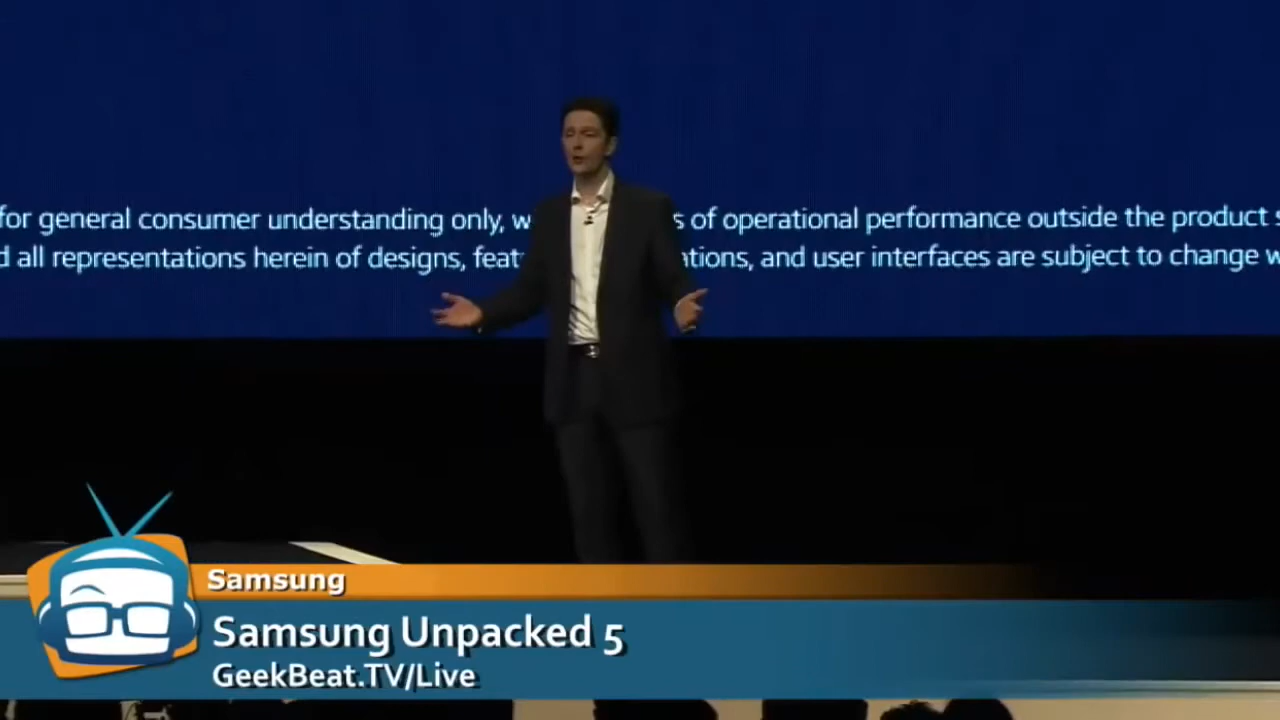 for general consumer understanding only, w s of operational performance outside the product s
d all representations herein of designs, feat ations, and user interfaces are subject to change w
Samsung
Samsung Unpacked 5
GeekBeat.TV/Live